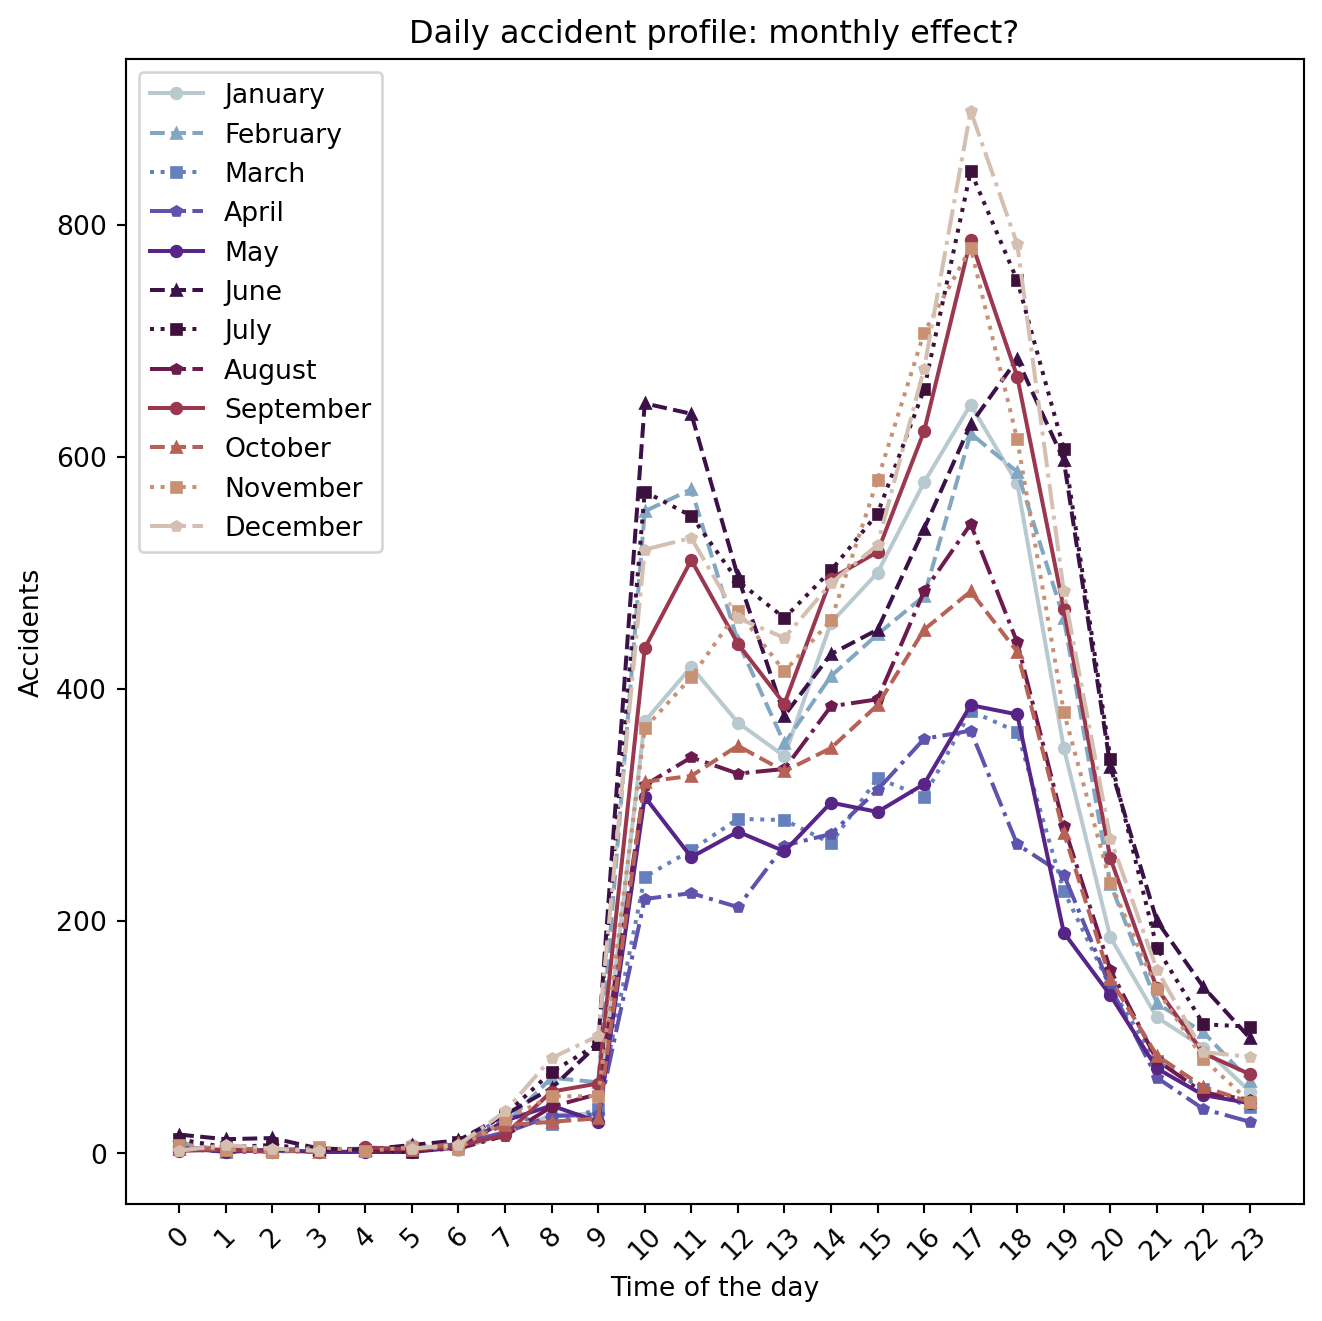 Daily accident profile: monthly effect?
January
February
March
April
May
June
July
August
September
October
November
December
Accidents
800
600
400
200
0
0 1 2 3 4 5 6 7 8 9 10 11 12 13 14 15 16 17 18 19 20 21 22 23
Time of the day